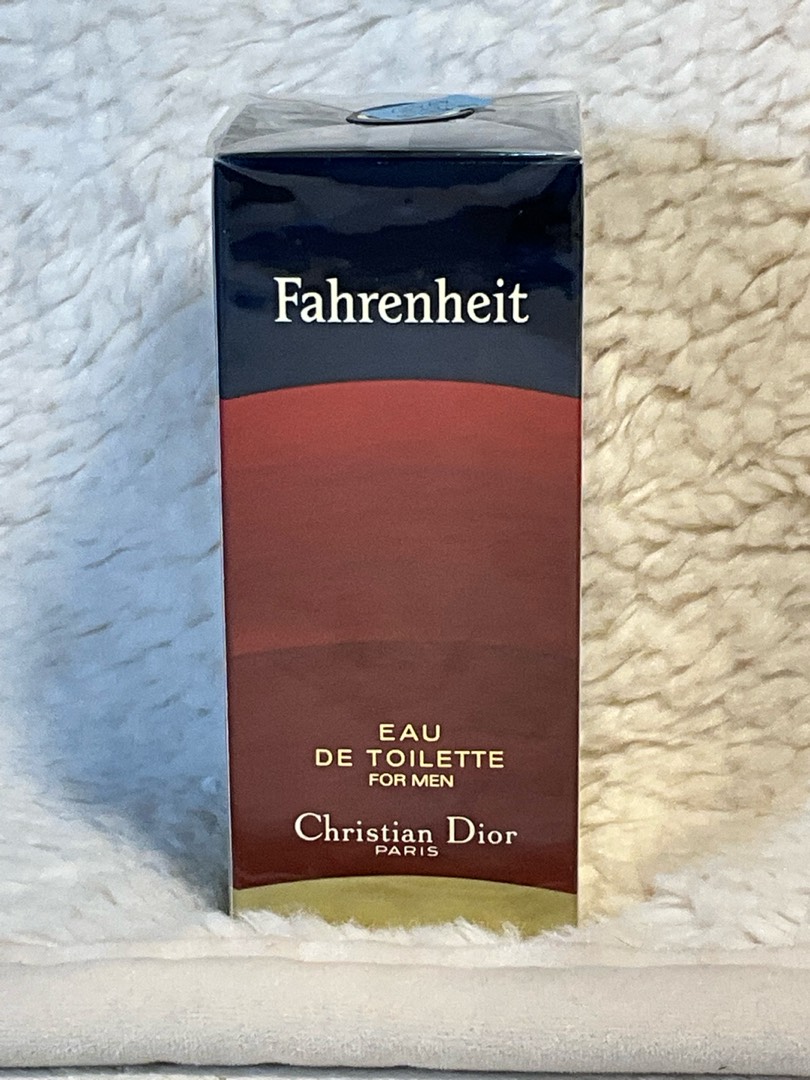 Fahrenheit
EAU
DE TOILETTE
FOR MEN
Christian Dior
PARIS